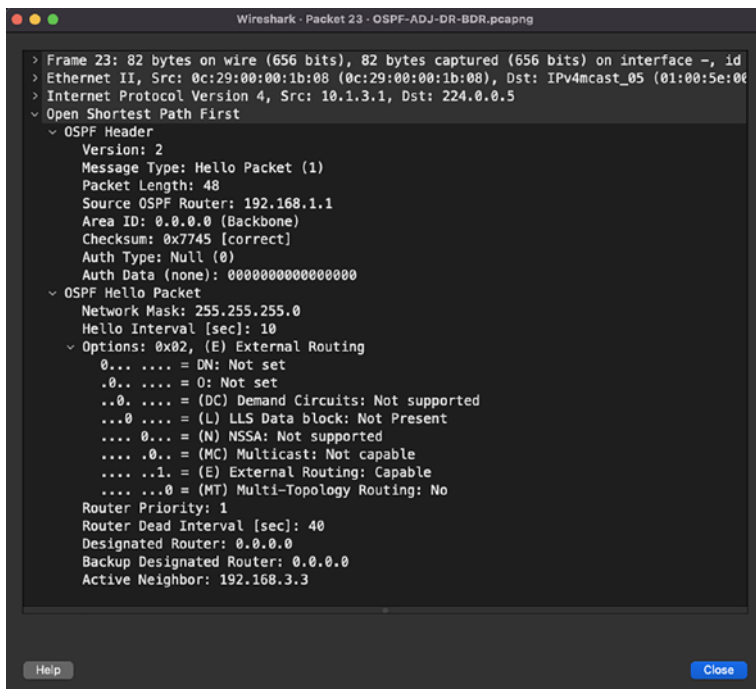 Wireshark · Packet 23 · OSPF-ADJ-DR-BDR.pcapng
> Frame 23: 82 bytes on wire (656 bits), 82 bytes captured (656 bits) on interface -, id
> Ethernet II, Src: 0c:29:00:00:1b:08 (0c:29:00:00:1b:08), Dst: IPv4mcast_05 (01:00:5e:00
> Internet Protocol Version 4, Src: 10.1.3.1, Dst: 224.0.0.5
Open Shortest Path First
OSPF Header
Version: 2
Message Type: Hello Packet (1)
Packet Length: 48
Source OSPF Router: 192.168.1.1
Area ID: 0.0.0.0 (Backbone)
Checksum: 0x7745 [correct]
Auth Type: Null (0)
Auth Data (none): 0000000000000000
OSPF Hello Packet
Network Mask: 255.255.255.0
Hello Interval [sec]: 10
Options: 0x02, (E) External Routing
0... .... = DN: Not set
.0.. .... = O: Not set
..0. .... = (DC) Demand Circuits: Not supported
...0 .... = (L) LLS Data block: Not Present
.... 0... = (N) NSSA: Not supported
.... .0.. = (MC) Multicast: Not capable
.... ..1. = (E) External Routing: Capable
.... ...0 = (MT) Multi-Topology Routing: No
Router Priority: 1
Router Dead Interval [sec]: 40
Designated Router: 0.0.0.0
Backup Designated Router: 0.0.0.0
Active Neighbor: 192.168.3.3
Help
Close